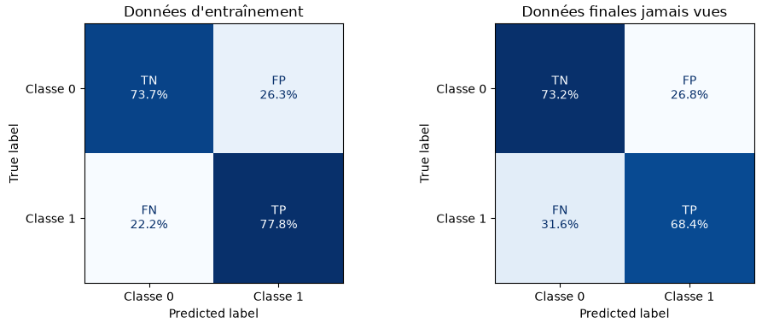 Données d'entraînement
True label
Classe 0
Classe 1
TN
73.7%
FP
26.3%
FN
22.2%
TP
77.8%
Classe 0
Classe 1
Predicted label
Données finales jamais vues
True label
Classe 0
Classe 1
TN
73.2%
FP
26.8%
FN
31.6%
TP
68.4%
Classe 0
Classe 1
Predicted label